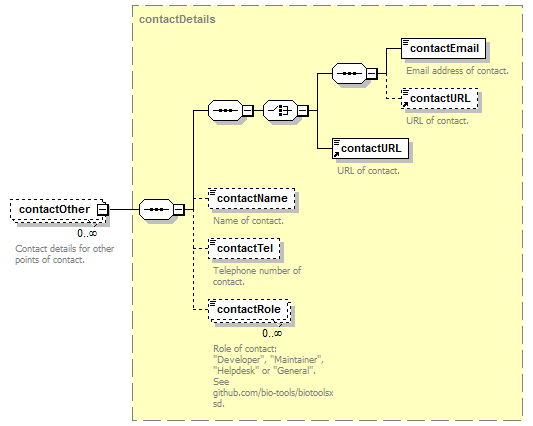 contactDetails
contactEmail
Email address of contact.
contactURL
URL of contact.
contactURL
URL of contact.
contactOther
0..∞
Contact details for other
points of contact.
contactName
Name of contact.
contactTel
Telephone number of
contact.
contactRole
0..∞
Role of contact:
"Developer", "Maintainer",
"Helpdesk" or "General".
See
github.com/bio-tools/biotoolsx
sd.